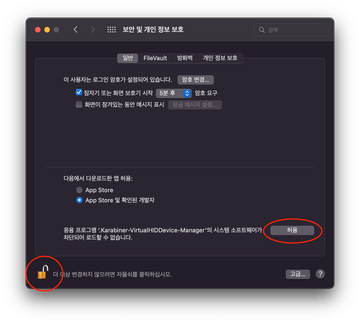 보안 및 개인 정보 보호
검색
일반 FileVault 방화벽 개인 정보 보호
이 사용자는 로그인 암호가 설정되어 있습니다. 암호 변경...
잠자기 또는 화면 보호기 시작 5분 후 암호 요구
화면이 잠겨있는 동안 메시지 표시 잠금 메시지 설정...
다음에서 다운로드한 앱 허용:
App Store
App Store 및 확인된 개발자
응용 프로그램 '.Karabiner-VirtualHIDDevice-Manager'의 시스템 소프트웨어가 허용
차단되어 로드할 수 없습니다.
더 이상 변경하지 않으려면 자물쇠를 클릭하십시오. 고급... ?